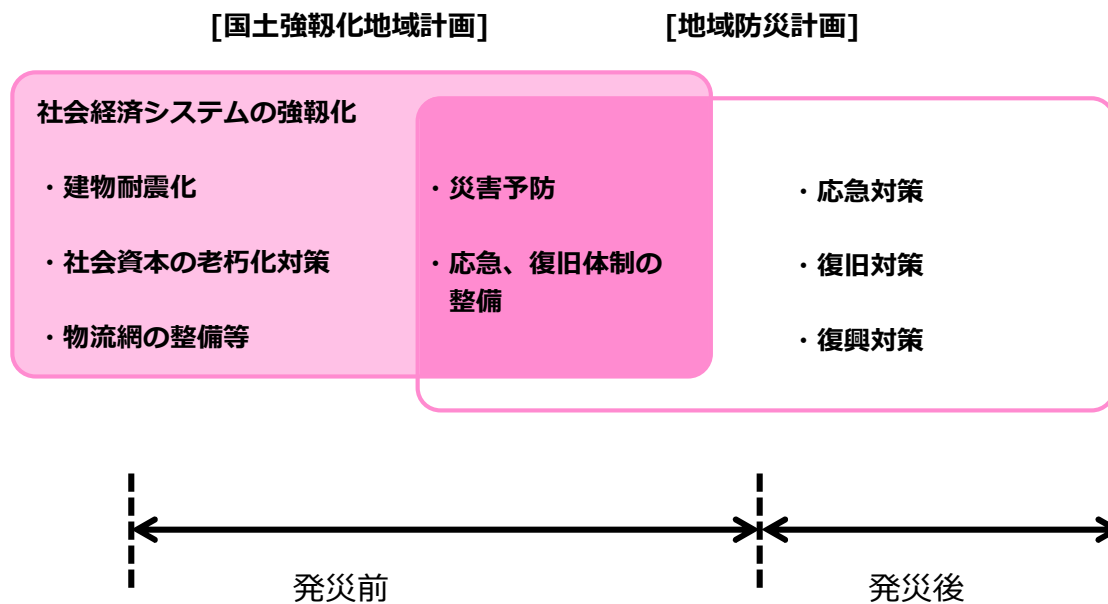 [国土強靱化地域計画]
[地域防災計画]
社会経済システムの強靱化
・建物耐震化
・社会資本の老朽化対策
・物流網の整備等
・災害予防
・応急、復旧体制の
整備
・応急対策
・復旧対策
・復興対策
発災前
発災後